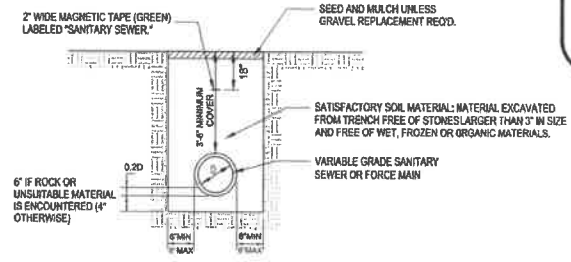 2" WIDE MAGNETIC TAPE (GREEN)
LABELED "SANITARY SEWER."
SEED AND MULCH UNLESS
GRAVEL REPLACEMENT REQ'D.
18"
3'-6" MINIMUM
COVER
SATISFACTORY SOIL MATERIAL: MATERIAL EXCAVATED
FROM TRENCH FREE OF STONES LARGER THAN 3" IN SIZE
AND FREE OF WET, FROZEN OR ORGANIC MATERIALS.
0.2D
D
VARIABLE GRADE SANITARY
SEWER OR FORCE MAIN
6" IF ROCK OR
UNSUITABLE MATERIAL
IS ENCOUNTERED (4"
OTHERWISE)
6"MIN
6"MIN
MAX
MAX